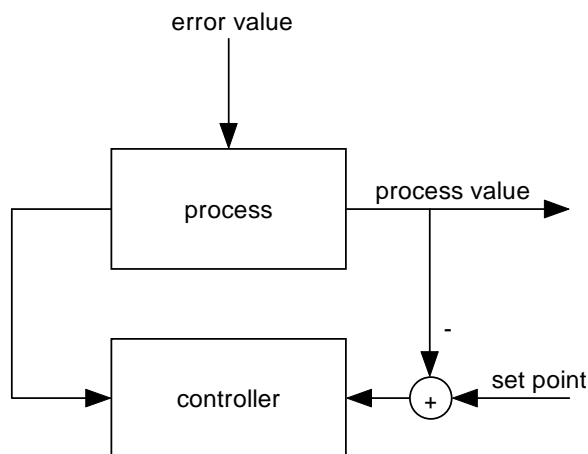 error value
process value
process
-
set point
controller
+